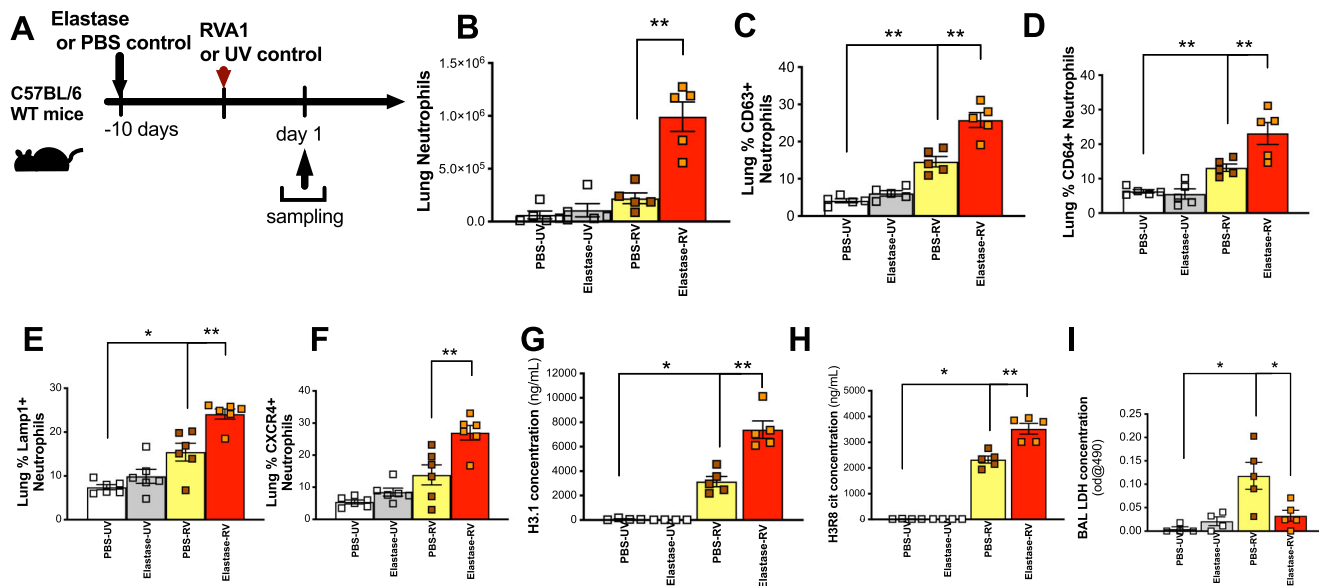 A
Elastase
or PBS control
RVA1
or UV control
C57BL/6
WT mice
-10 days
day 1
sampling
B
**
Lung Neutrophils
1.5×10⁶
1.0×10⁶
5.0×10⁵
0.0
PBS-UV
Elastase-UV
PBS-RV
Elastase-RV
C
**
**
Lung % CD63+
Neutrophils
40
30
20
10
0
PBS-UV
Elastase-UV
PBS-RV
Elastase-RV
D
**
**
Lung % CD64+ Neutrophils
40
30
20
10
0
PBS-UV
Elastase-UV
PBS-RV
Elastase-RV
E
*
**
Lung % Lamp1+
Neutrophils
30
20
10
0
PBS-UV
Elastase-UV
PBS-RV
Elastase-RV
F
**
Lung % CXCR4+
Neutrophils
40
30
20
10
0
PBS-UV
Elastase-UV
PBS-RV
Elastase-RV
G
*
**
H3.1 concentration (ng/mL)
12000
10000
8000
6000
4000
2000
0
PBS-UV
Elastase-UV
PBS-RV
Elastase-RV
H
*
**
H3R8 cit concentration (ng/mL)
5000
4000
3000
2000
1000
0
PBS-UV
Elastase-UV
PBS-RV
Elastase-RV
I
*
*
BAL LDH concentration
(od@490)
0.25
0.20
0.15
0.10
0.05
0.00
PBS-UV
Elastase-UV
PBS-RV
Elastase-RV